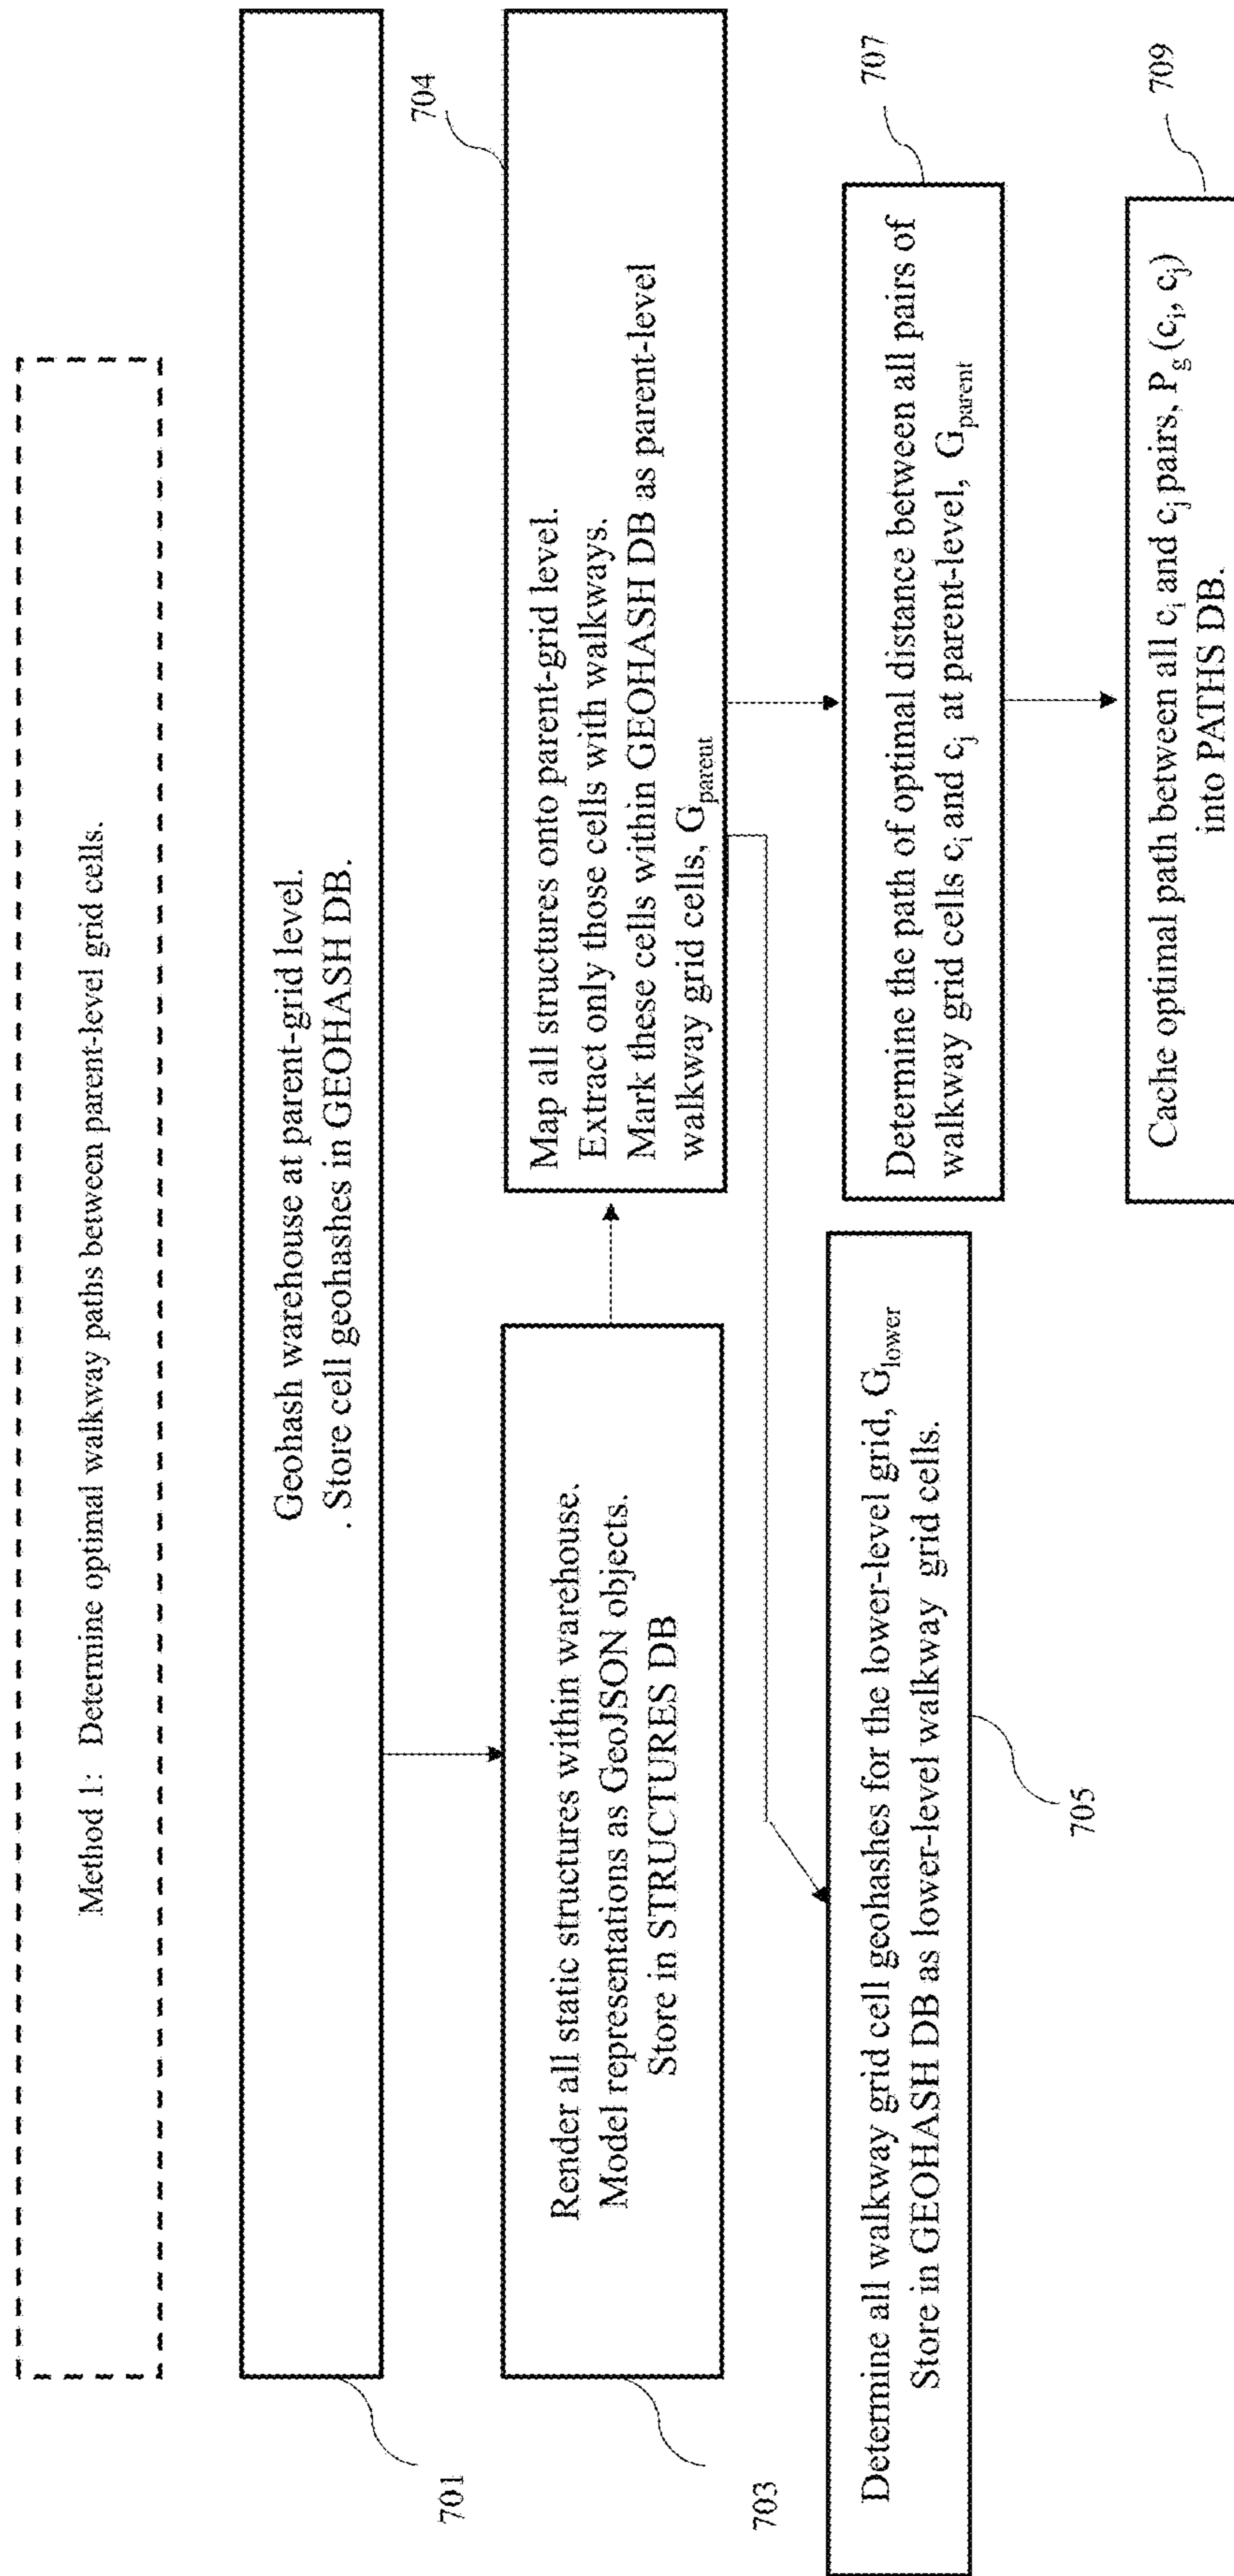 Method 1: Determine optimal walkway paths between parent-level grid cells.
Geohash warehouse at parent-grid level.
. Store cell geohashes in GEOHASH DB.
701
Render all static structures within warehouse.
Model representations as GeoJSON objects.
Store in STRUCTURES DB
703
Map all structures onto parent-grid level.
Extract only those cells with walkways.
Mark these cells within GEOHASH DB as parent-level
walkway grid cells, G_parent
704
Determine all walkway grid cell geohashes for the lower-level grid, G_lower
Store in GEOHASH DB as lower-level walkway grid cells.
705
Determine the path of optimal distance between all pairs of
walkway grid cells c_i and c_j at parent-level, G_parent
707
Cache optimal path between all c_i and c_j pairs, P_g (c_i, c_j)
into PATHS DB.
709